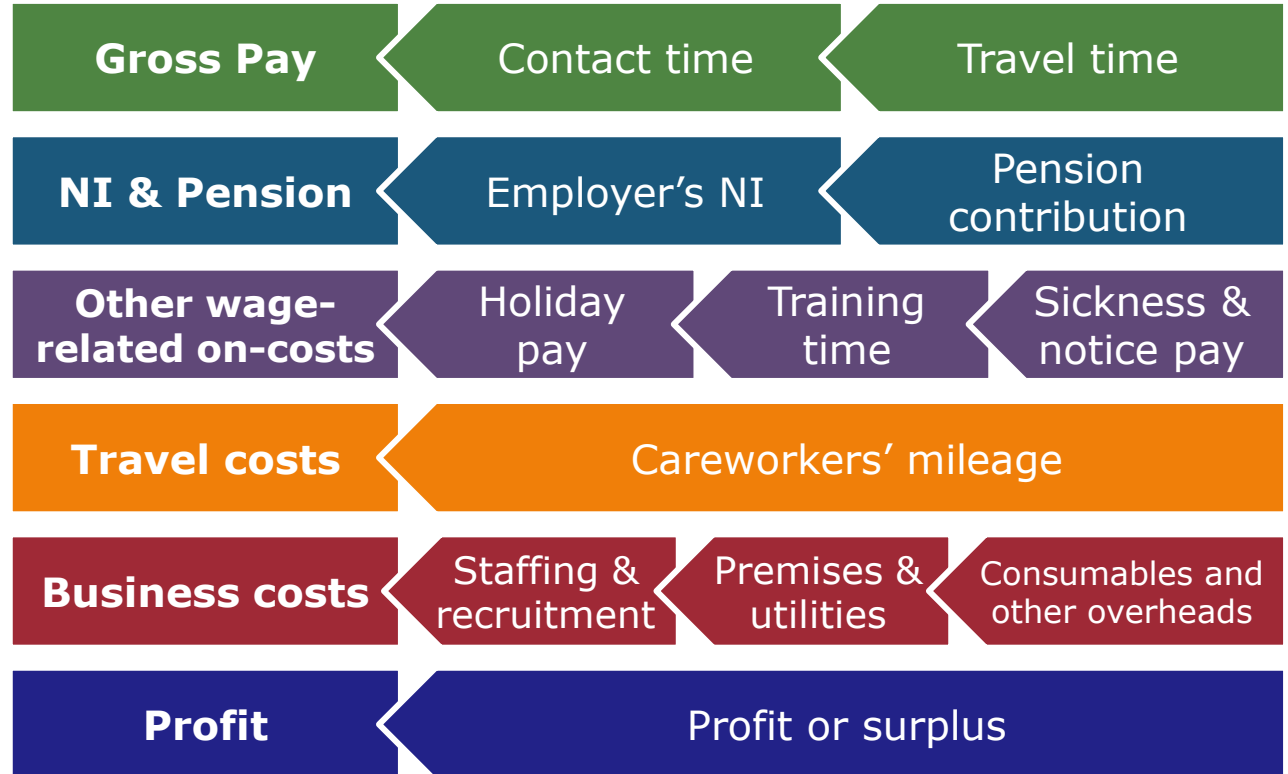 Gross Pay
Contact time
Travel time
NI & Pension
Employer’s NI
Pension
contribution
Other wage-
related on-costs
Holiday
pay
Training
time
Sickness &
notice pay
Travel costs
Careworkers’ mileage
Business costs
Staffing &
recruitment
Premises &
utilities
Consumables and
other overheads
Profit
Profit or surplus